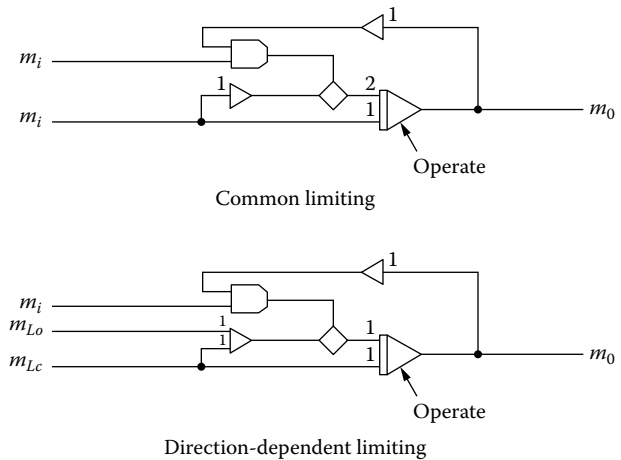 1
m_i
1
2
m_i
1
m_0
Operate
Common limiting
1
m_i
m_Lo
1
1
1
m_Lc
1
m_0
Operate
Direction-dependent limiting